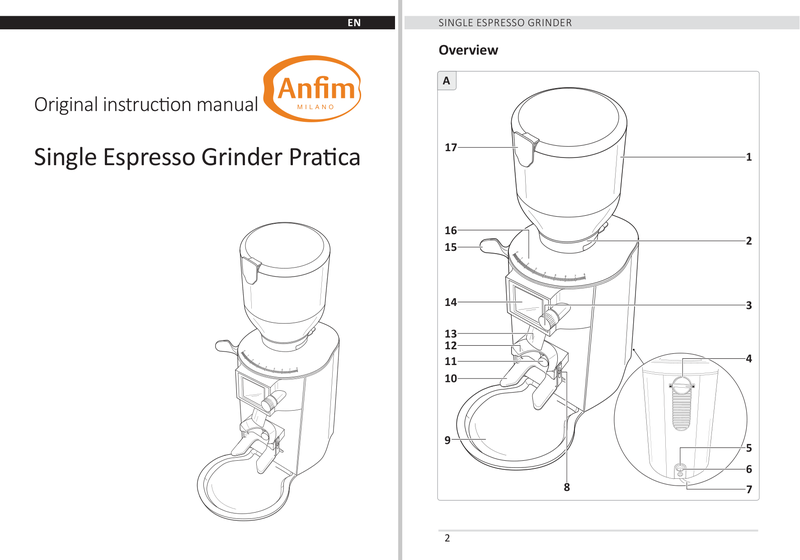 EN
Original instruction manual
Anfim
MILANO
Single Espresso Grinder Pratica
SINGLE ESPRESSO GRINDER
Overview
A
17
1
16
15
2
14
3
13
12
11
10
4
9
5
6
7
8
2